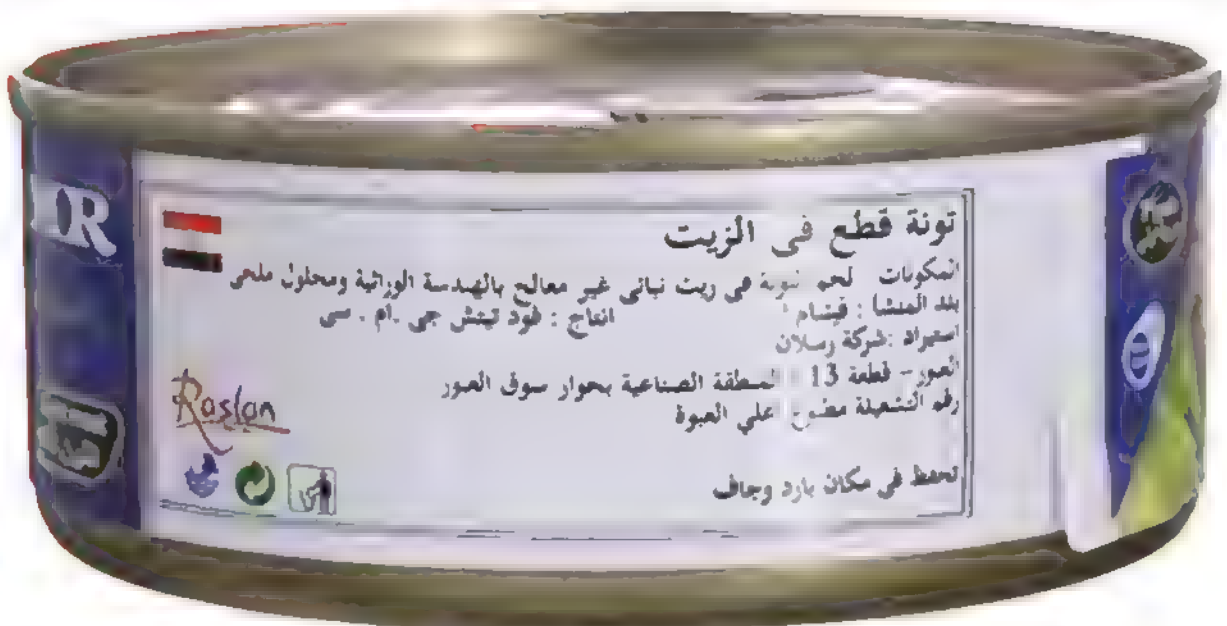 تونة قطع فى الزيت
المكونات لحم تونة فى زيت نباتى غير معالج بالهندسة الوراثية ومحلول ملحى
بلد المنشا : فيتنام
انتاج : فود تيتش جى .أم . سى
استيراد :شركة رسلان
العبور - قطعة 13 المنطقة الصناعية بجوار سوق العبور
رقم التشغيلة مطبوع على العبوة
تحفظ في مكان بارد وجاف
Raslan